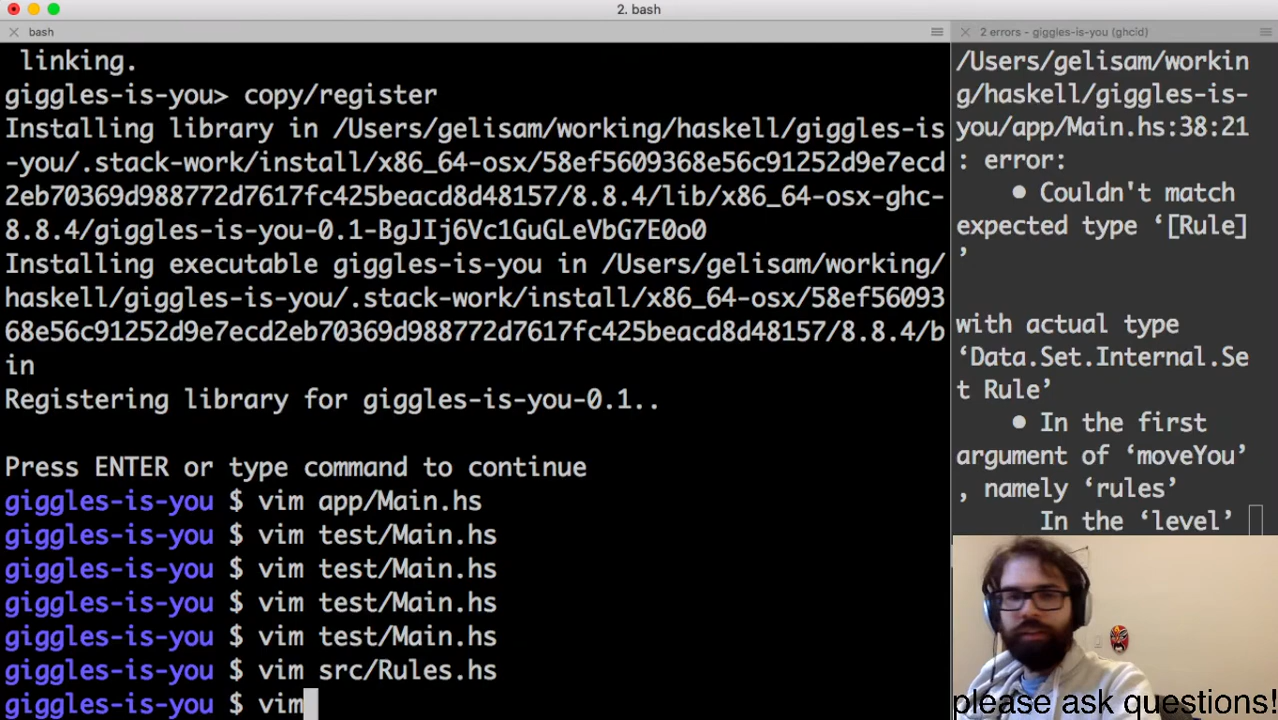 2. bash
bash
linking.
giggles-is-you> copy/register
Installing library in /Users/gelisam/working/haskell/giggles-is
-you/.stack-work/install/x86_64-osx/58ef5609368e56c91252d9e7ecd
2eb70369d988772d7617fc425beacd8d48157/8.8.4/lib/x86_64-osx-ghc-
8.8.4/giggles-is-you-0.1-BgJIj6Vc1GuGLeVbG7E0o0
Installing executable giggles-is-you in /Users/gelisam/working/
haskell/giggles-is-you/.stack-work/install/x86_64-osx/58ef56093
68e56c91252d9e7ecd2eb70369d988772d7617fc425beacd8d48157/8.8.4/b
in
Registering library for giggles-is-you-0.1..
Press ENTER or type command to continue
giggles-is-you $ vim app/Main.hs
giggles-is-you $ vim test/Main.hs
giggles-is-you $ vim test/Main.hs
giggles-is-you $ vim test/Main.hs
giggles-is-you $ vim test/Main.hs
giggles-is-you $ vim src/Rules.hs
giggles-is-you $ vim
2 errors - giggles-is-you (ghcid)
/Users/gelisam/workin
g/haskell/giggles-is-
you/app/Main.hs:38:21
: error:
• Couldn't match
expected type ‘[Rule]
’
with actual type
‘Data.Set.Internal.Se
t Rule’
• In the first
argument of ‘moveYou’
, namely ‘rules’
In the ‘level’
please ask questions!